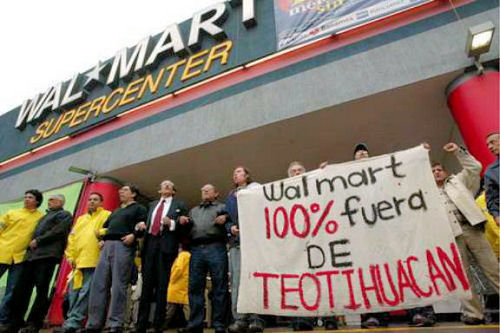 WAL★MART
SUPERCENTER
Walmart
100% fuera
DE
TEOTIHUACAN